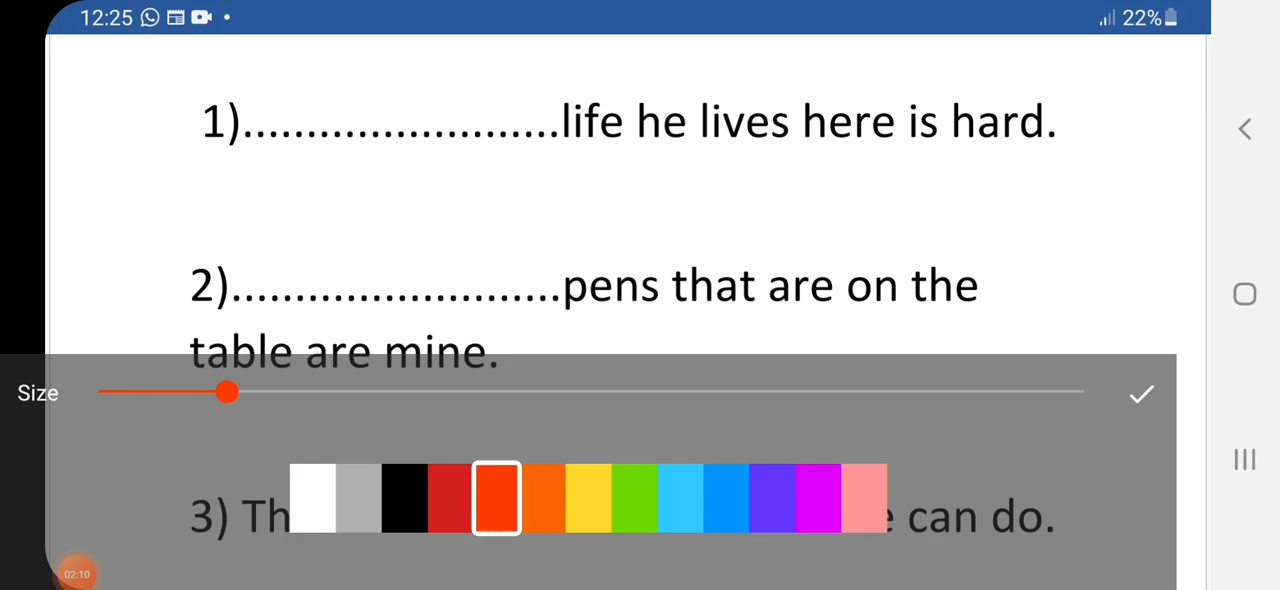 12:25 22%
1).........................life he lives here is hard.
2)..........................pens that are on the
table are mine.
Size
3) Th e can do.
02:10